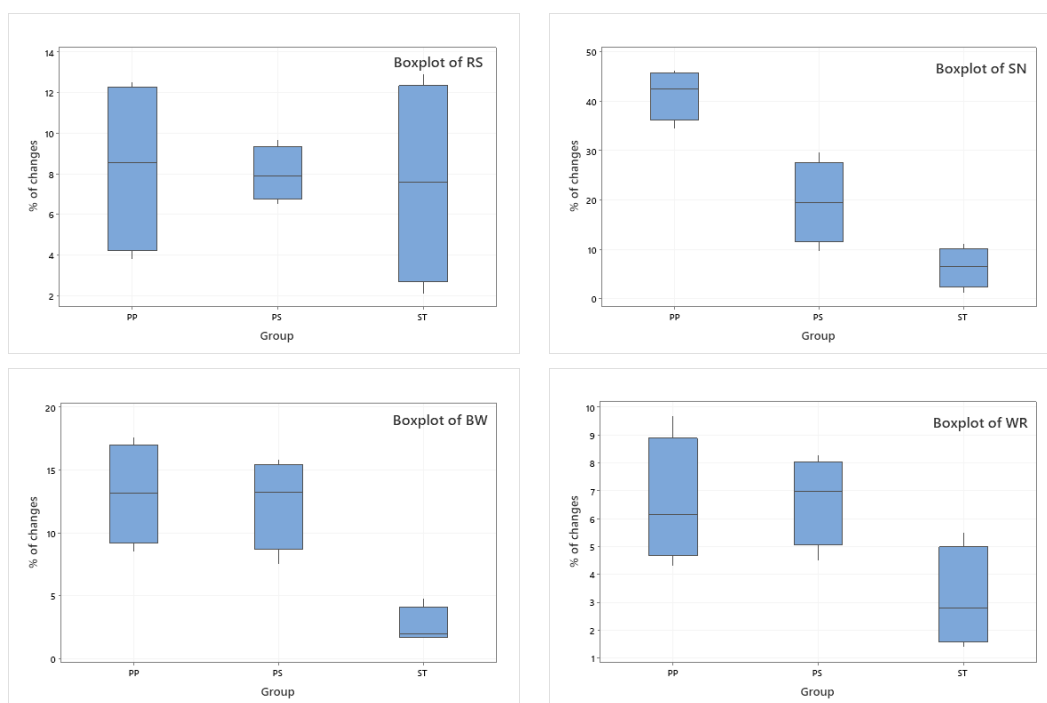 Boxplot of RS
14
12
10
8
6
4
2
% of changes
PP PS ST
Group
Boxplot of SN
50
40
30
20
10
0
% of changes
PP PS ST
Group
Boxplot of BW
20
15
10
5
0
% of changes
PP PS ST
Group
Boxplot of WR
10
9
8
7
6
5
4
3
2
1
% of changes
PP PS ST
Group